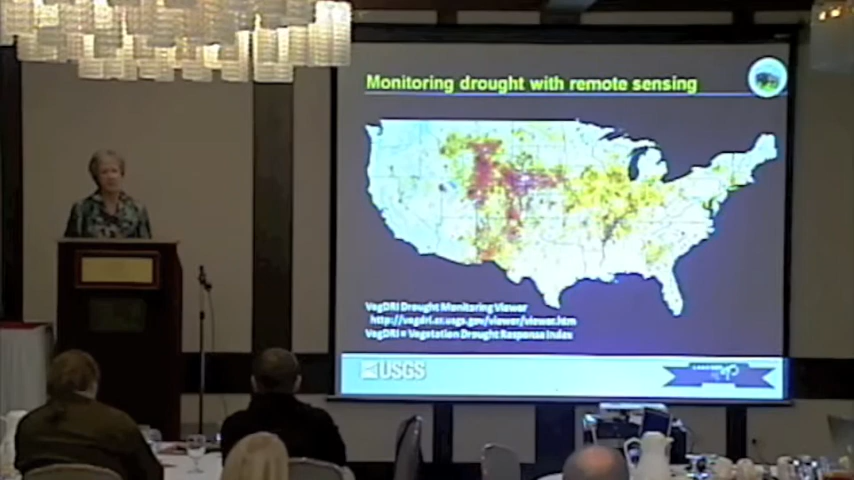 Monitoring drought with remote sensing
VegDRI Drought Monitoring Viewer
http://vegdri.cr.usgs.gov/viewer/viewer.htm
VegDRI = Vegetation Drought Response Index
USGS